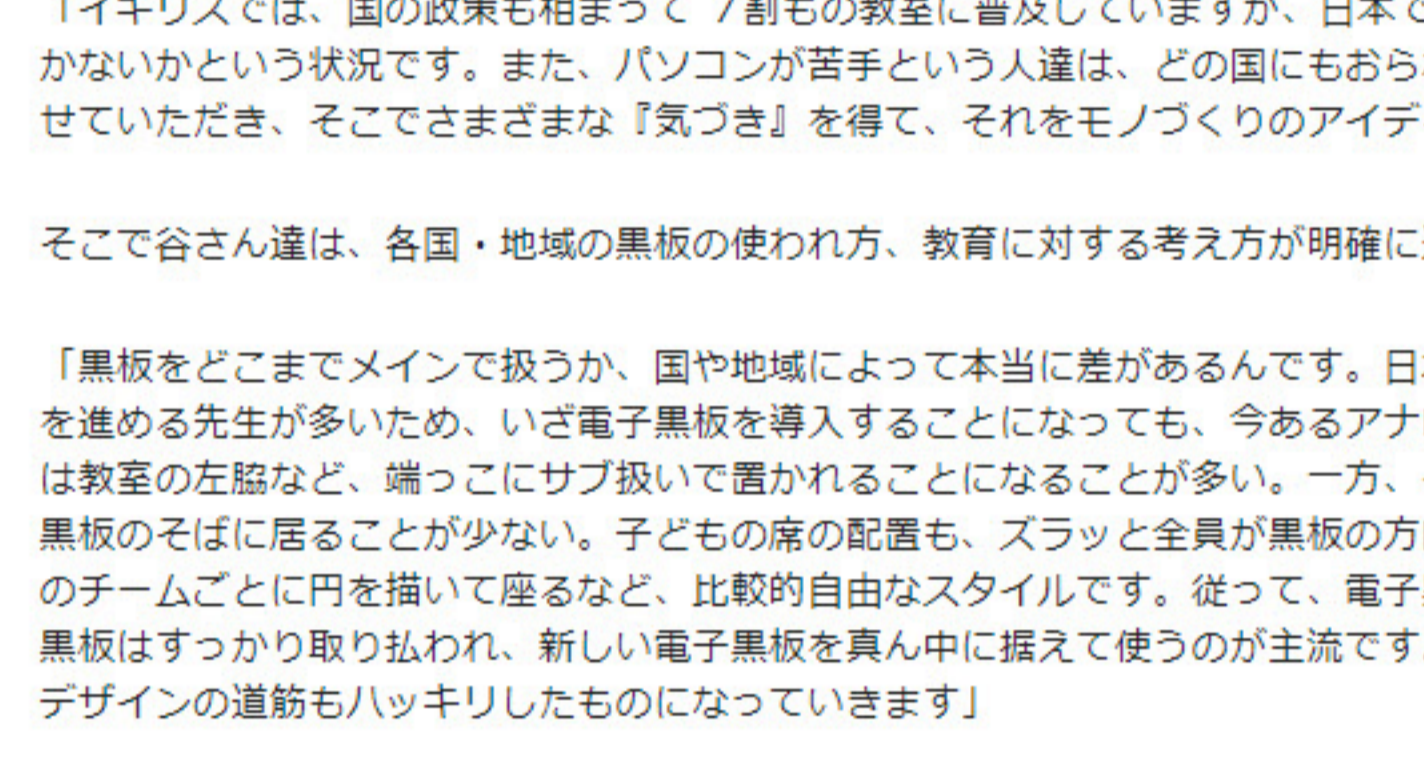 「イギリスでは、国の政策も相まって 7割もの教室に普及していますが、日本で
かないかという状況です。また、パソコンが苦手という人達は、どの国にもおら
せていただき、そこでさまざまな『気づき』を得て、それをモノづくりのアイデ
そこで谷さん達は、各国・地域の黒板の使われ方、教育に対する考え方が明確に
「黒板をどこまでメインで扱うか、国や地域によって本当に差があるんです。日
を進める先生が多いため、いざ電子黒板を導入することになっても、今あるアナ
は教室の左脇など、端っこにサブ扱いで置かれることになることが多い。一方、
黒板のそばに居ることが少ない。子どもの席の配置も、ズラッと全員が黒板の方
のチームごとに円を描いて座るなど、比較的自由なスタイルです。従って、電子
黒板はすっかり取り払われ、新しい電子黒板を真ん中に据えて使うのが主流です
デザインの道筋もハッキリしたものになっていきます」